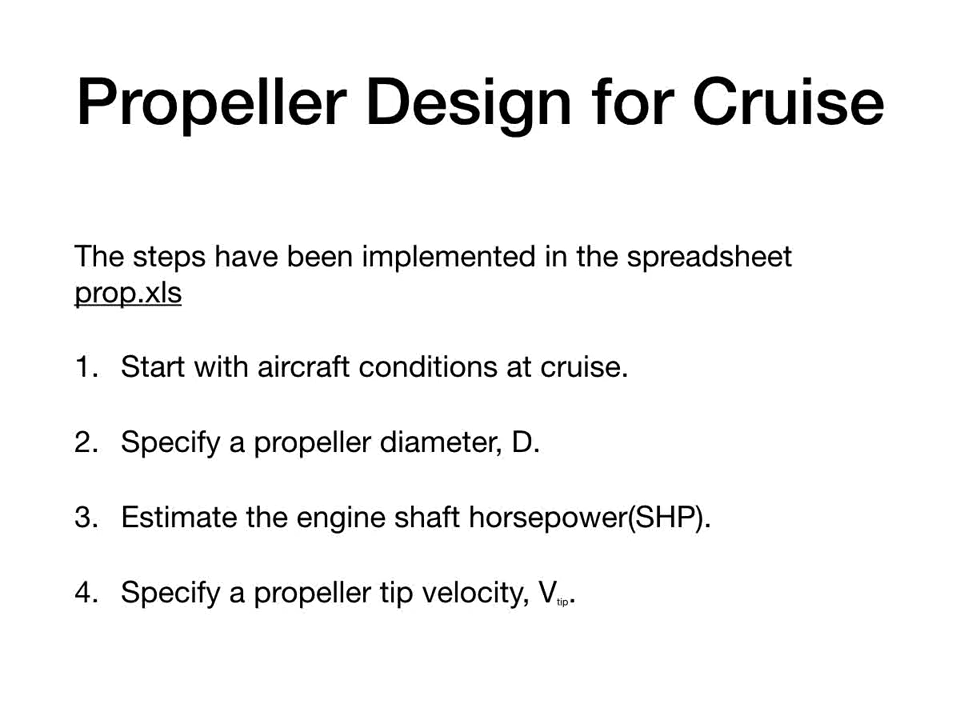 Propeller Design for Cruise
The steps have been implemented in the spreadsheet
prop.xls
1. Start with aircraft conditions at cruise.
2. Specify a propeller diameter, D.
3. Estimate the engine shaft horsepower(SHP).
4. Specify a propeller tip velocity, Vtip.